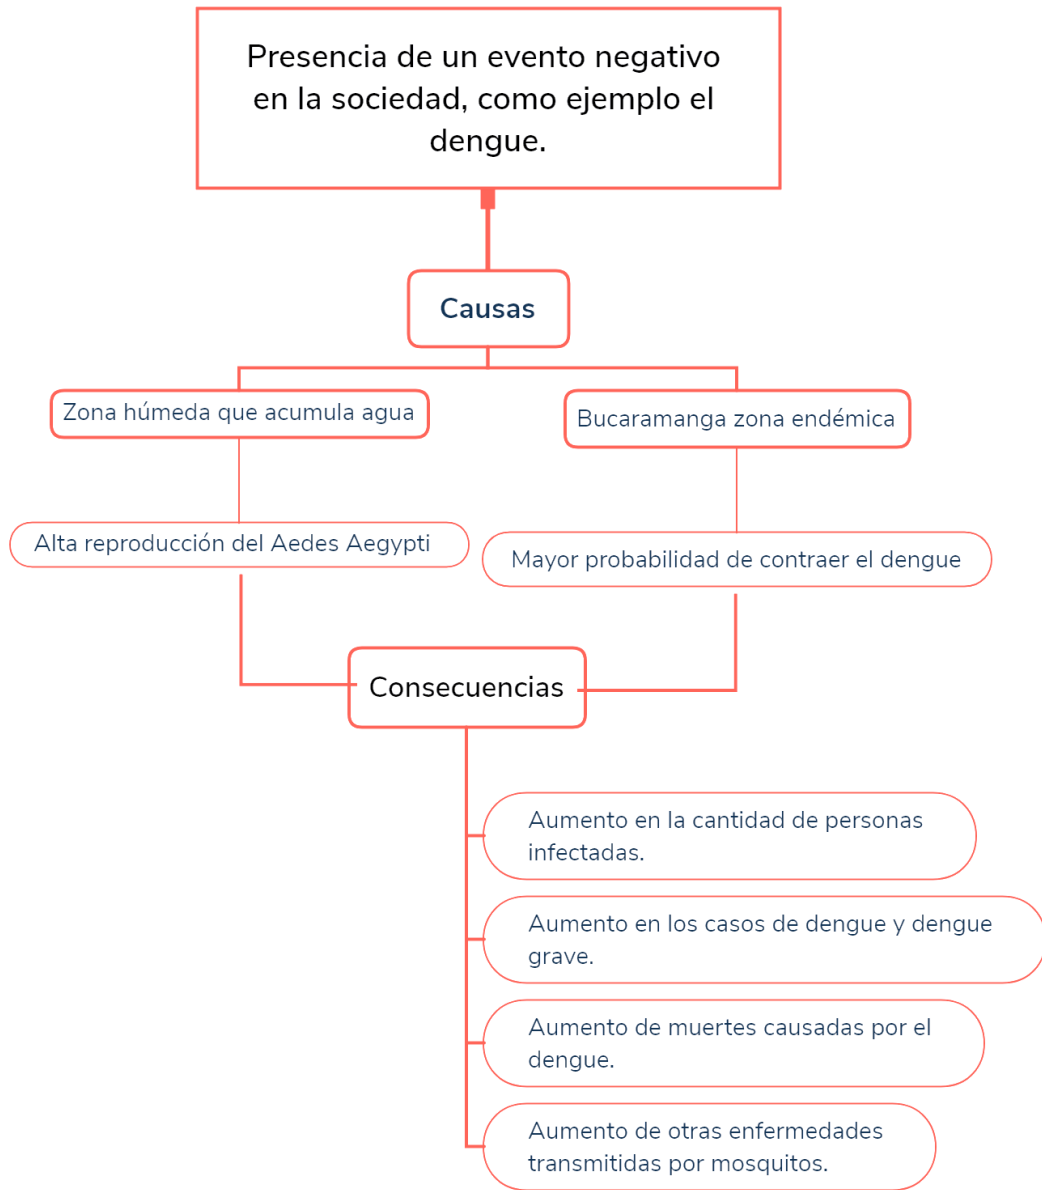 Presencia de un evento negativo
en la sociedad, como ejemplo el
dengue.
Causas
Zona húmeda que acumula agua
Bucaramanga zona endémica
Alta reproducción del Aedes Aegypti
Mayor probabilidad de contraer el dengue
Consecuencias
Aumento en la cantidad de personas
infectadas.
Aumento en los casos de dengue y dengue
grave.
Aumento de muertes causadas por el
dengue.
Aumento de otras enfermedades
transmitidas por mosquitos.